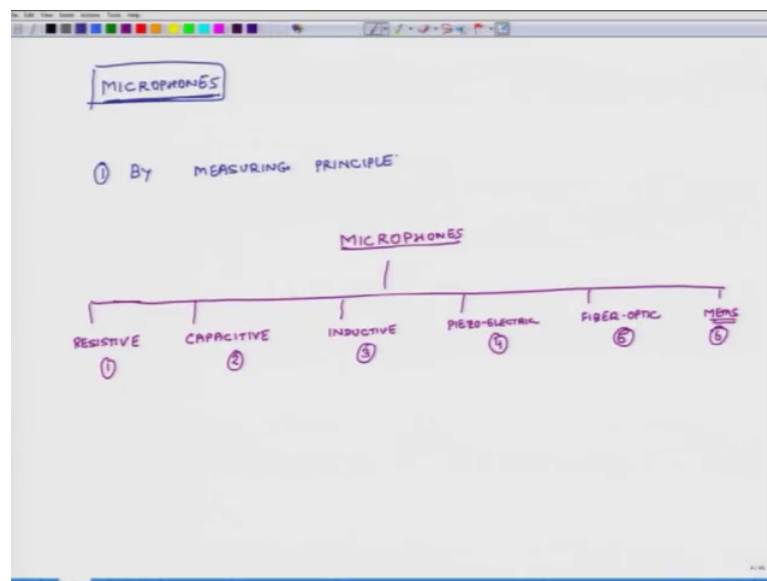 MICROPHONES
① BY MEASURING PRINCIPLE
MICROPHONES
RESISTIVE CAPACITIVE INDUCTIVE PIEZO-ELECTRIC FIBER-OPTIC MEMS
① ② ③ ④ ⑤ ⑥